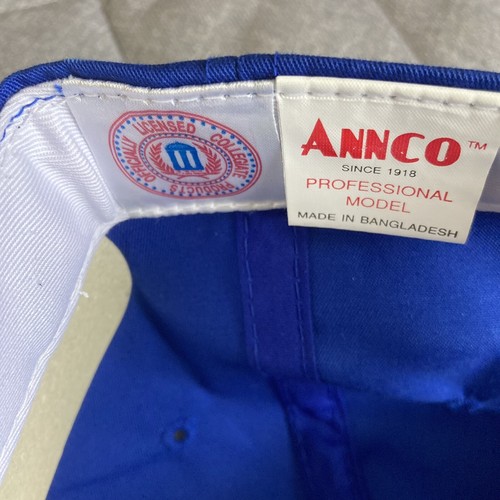 OFFICIALLY LICENSED COLLEGIATE
PRODUCTS
ANNCO™
SINCE 1918
PROFESSIONAL
MODEL
MADE IN BANGLADESH